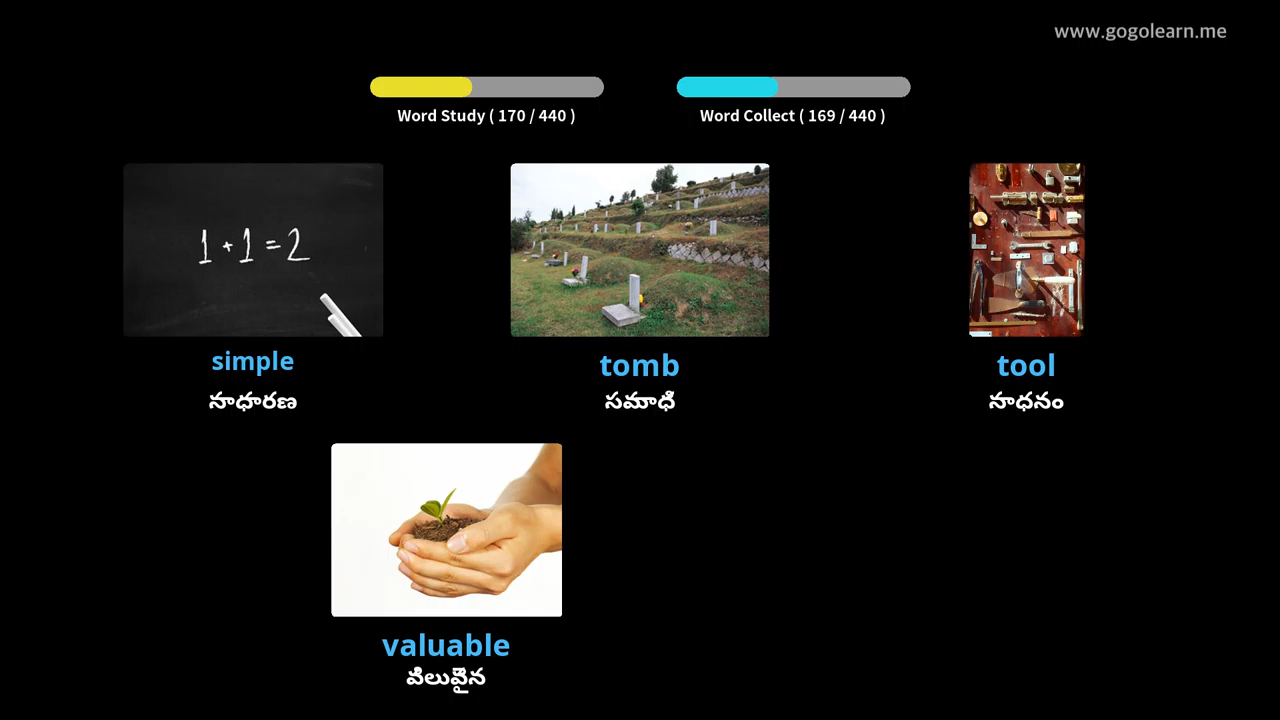 www.gogolearn.me
Word Study ( 170 / 440 )
Word Collect ( 169 / 440 )
simple
tomb
tool
సాధారణ
సమాధి
సాధనం
1 + 1 = 2
valuable
విలువైన